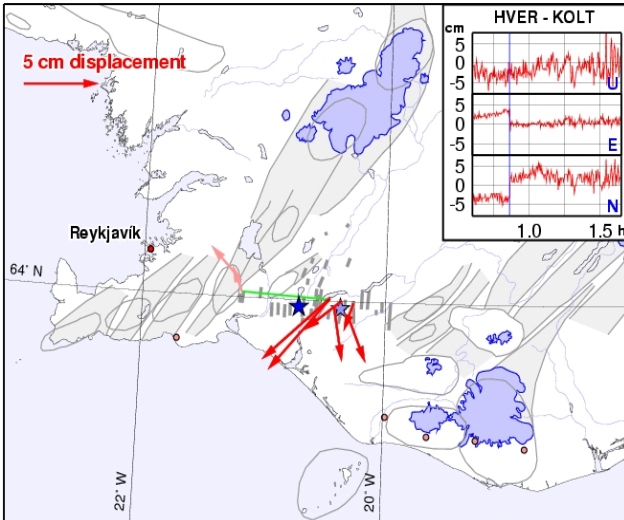 HVER - KOLT
cm
5
0
-5
U
5
0
-5
E
5
0
-5
N
1.0
1.5 h
5 cm displacement
Reykjavík
64° N
22° W
20° W